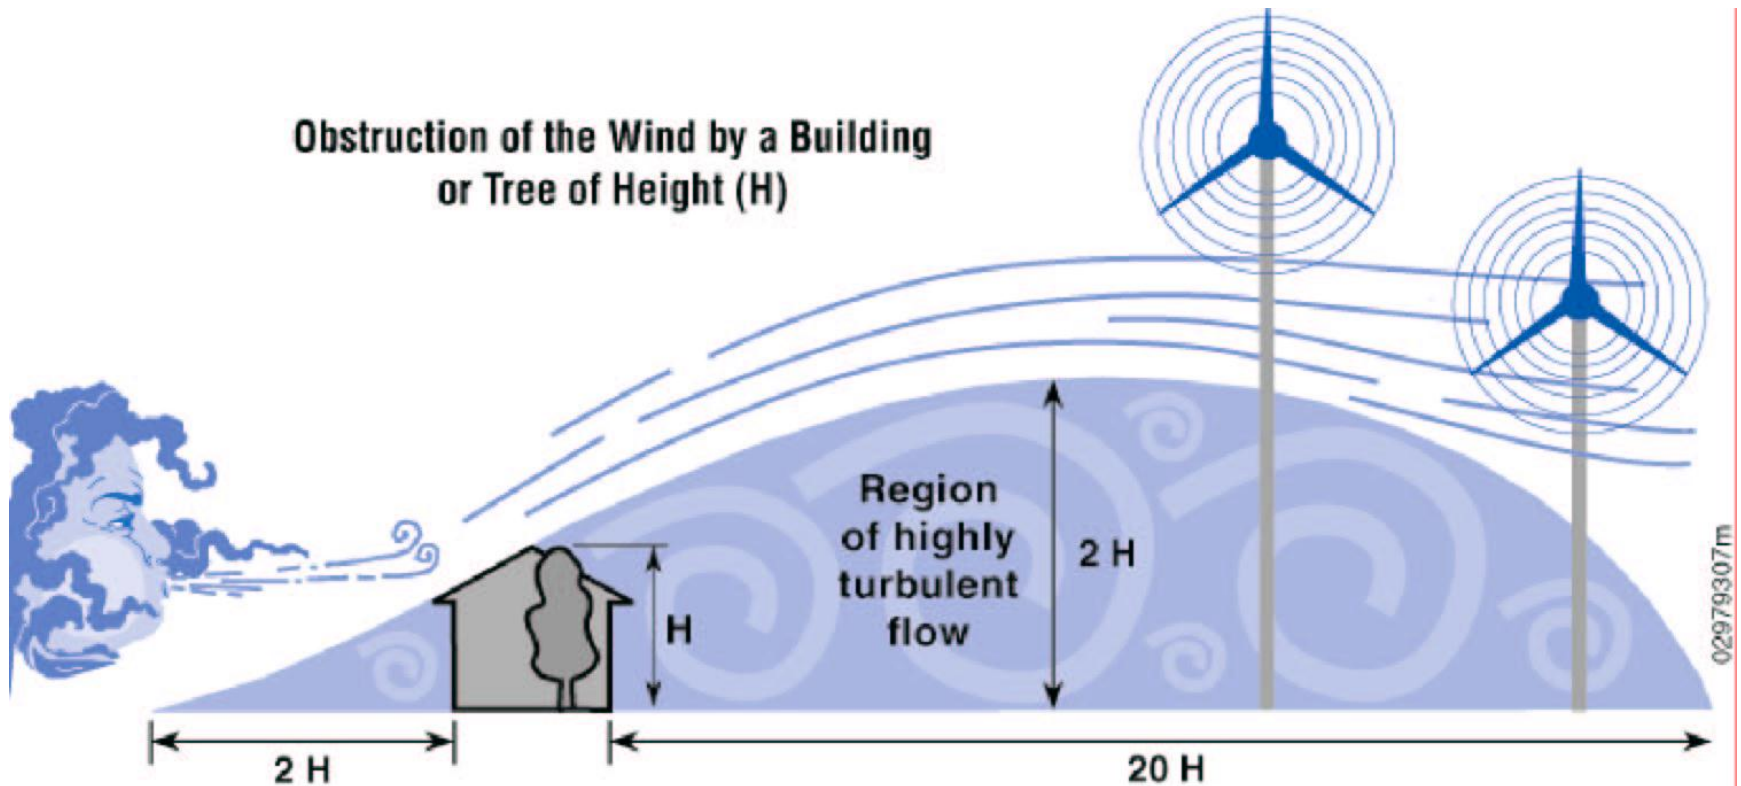 Obstruction of the Wind by a Building
or Tree of Height (H)
Region
of highly
turbulent
flow
2 H
H
2 H
20 H
02979307m